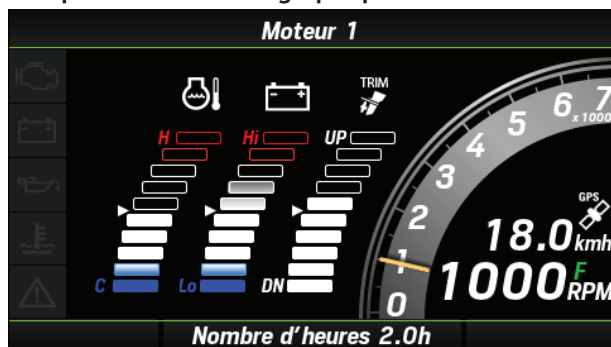 Moteur 1
TRIM
H Hi UP
C Lo DN
7
6
x 1000
5
4
3
2
1
0
GPS
18.0 kmh
F
1000 RPM
Nombre d'heures 2.0h